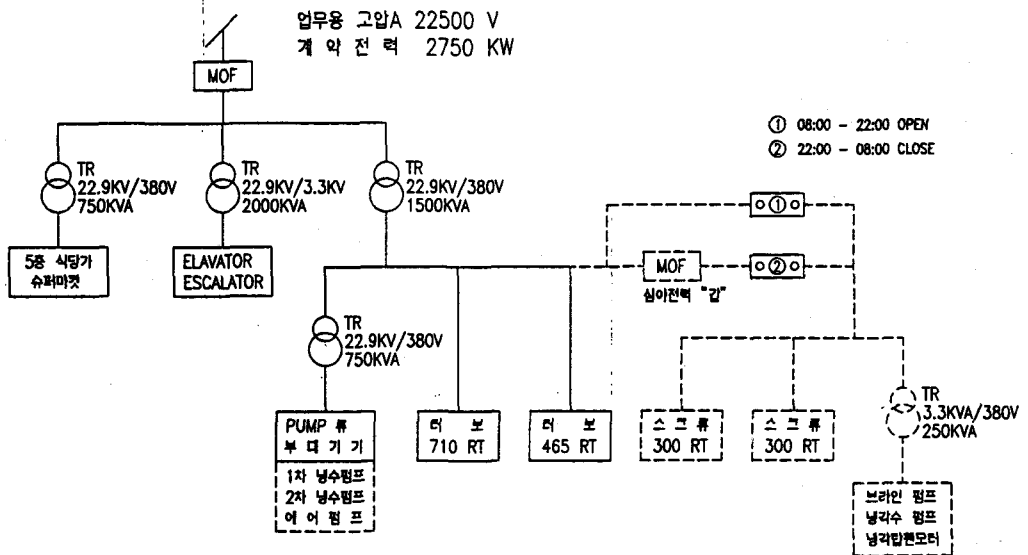 업무용 고압A 22500 V
계 약 전 력 2750 KW
MOF
① 08:00 - 22:00 OPEN
② 22:00 - 08:00 CLOSE
TR
22.9KV/380V
750KVA
TR
22.9KV/3.3KV
2000KVA
TR
22.9KV/380V
1500KVA
①
5층 식당가
슈퍼마켓
ELAVATOR
ESCALATOR
MOF
②
심야전력 "갑"
TR
22.9KV/380V
750KVA
TR
3.3KVA/380V
250KVA
PUMP 류
부 대 기 기
1차 냉수펌프
2차 냉수펌프
에 어 펌 프
터 보
710 RT
터 보
465 RT
스 크 류
300 RT
스 크 류
300 RT
브라인 펌프
냉각수 펌프
냉각탑팬모터